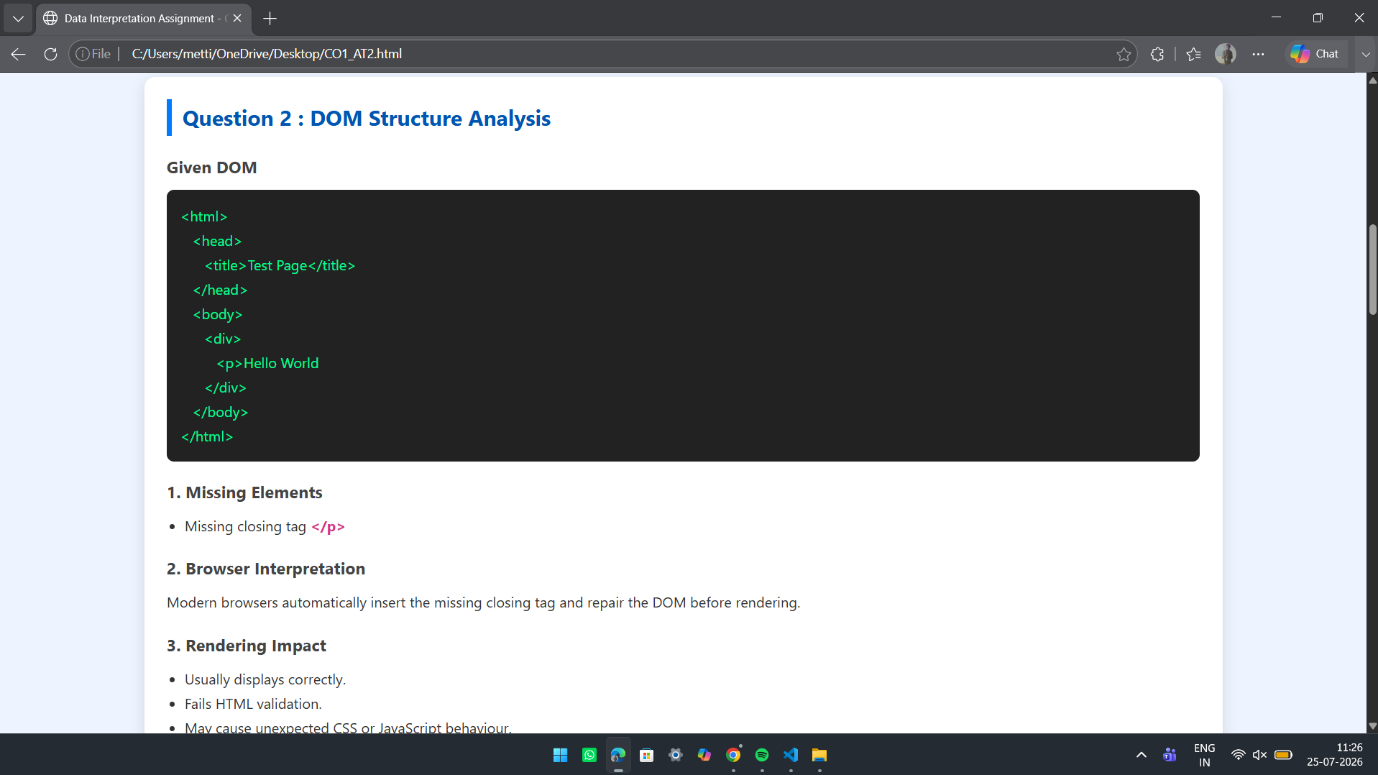 Data Interpretation Assignment - (
File
C:/Users/metti/OneDrive/Desktop/CO1_AT2.html
Chat
Question 2 : DOM Structure Analysis
Given DOM
<html>
<head>
<title>Test Page</title>
</head>
<body>
<div>
<p>Hello World
</div>
</body>
</html>
1. Missing Elements
• Missing closing tag </p>
2. Browser Interpretation
Modern browsers automatically insert the missing closing tag and repair the DOM before rendering.
3. Rendering Impact
• Usually displays correctly.
• Fails HTML validation.
• May cause unexpected CSS or JavaScript behaviour.
ENG
IN
11:26
25-07-2026